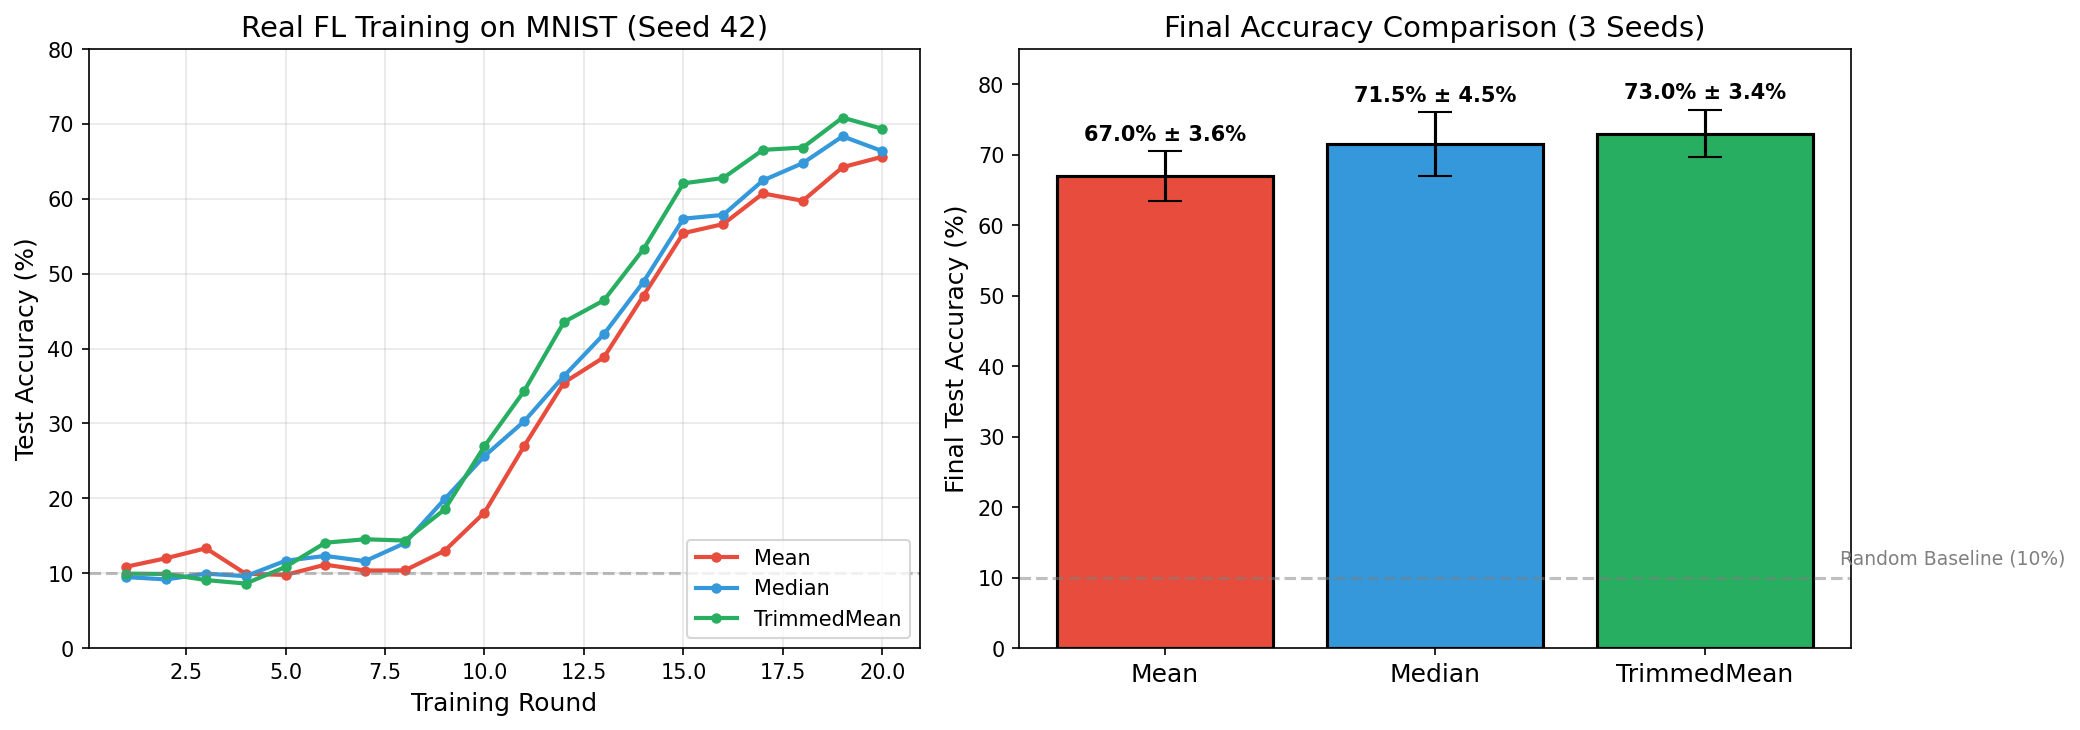 Real FL Training on MNIST (Seed 42)
Test Accuracy (%)
80
70
60
50
40
30
20
10
0
Mean
Median
TrimmedMean
2.5
5.0
7.5
10.0
12.5
15.0
17.5
20.0
Training Round
Final Accuracy Comparison (3 Seeds)
Final Test Accuracy (%)
80
70
60
50
40
30
20
10
0
67.0% ± 3.6%
71.5% ± 4.5%
73.0% ± 3.4%
Random Baseline (10%)
Mean
Median
TrimmedMean